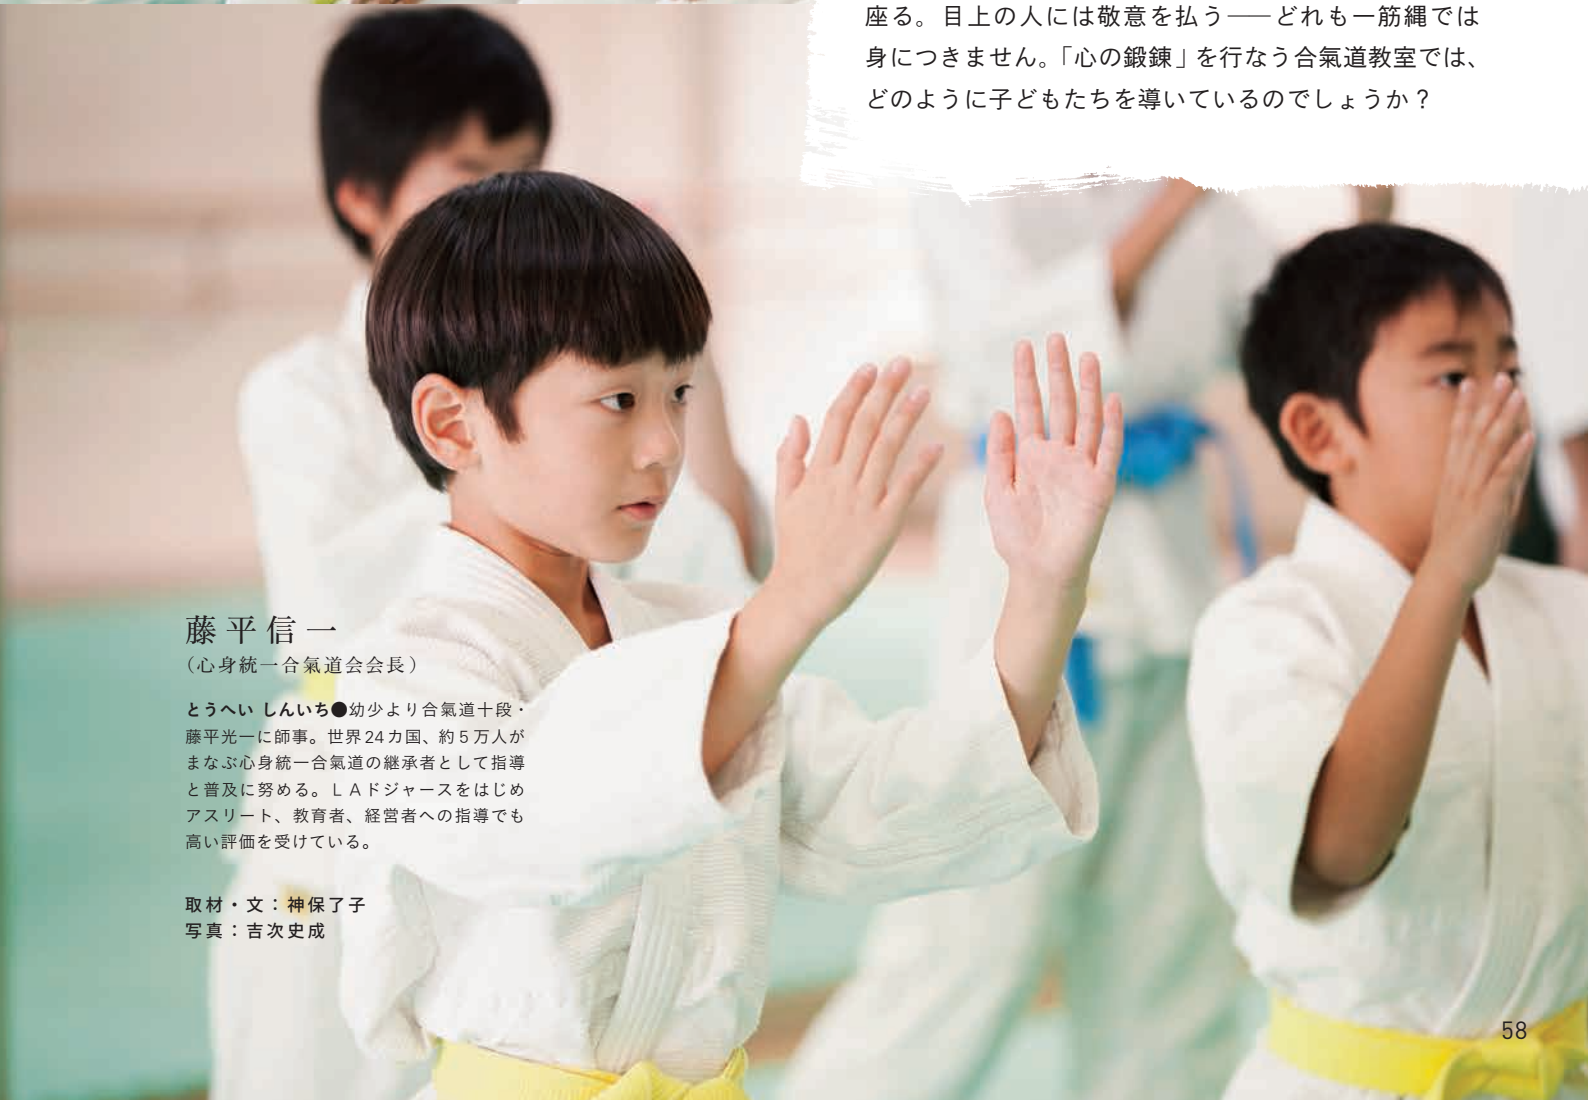 座る。目上の人には敬意を払う――どれも一筋縄では
身につきません。「心の鍛錬」を行なう合氣道教室では、
どのように子どもたちを導いているのでしょうか？
藤平信一
（心身統一合氣道会会長）
とうへい しんいち●幼少より合氣道十段・
藤平光一に師事。世界24カ国、約5万人が
まなぶ心身統一合氣道の継承者として指導
と普及に努める。ＬＡドジャースをはじめ
アスリート、教育者、経営者への指導でも
高い評価を受けている。
取材・文：神保了子
写真：吉次史成
58